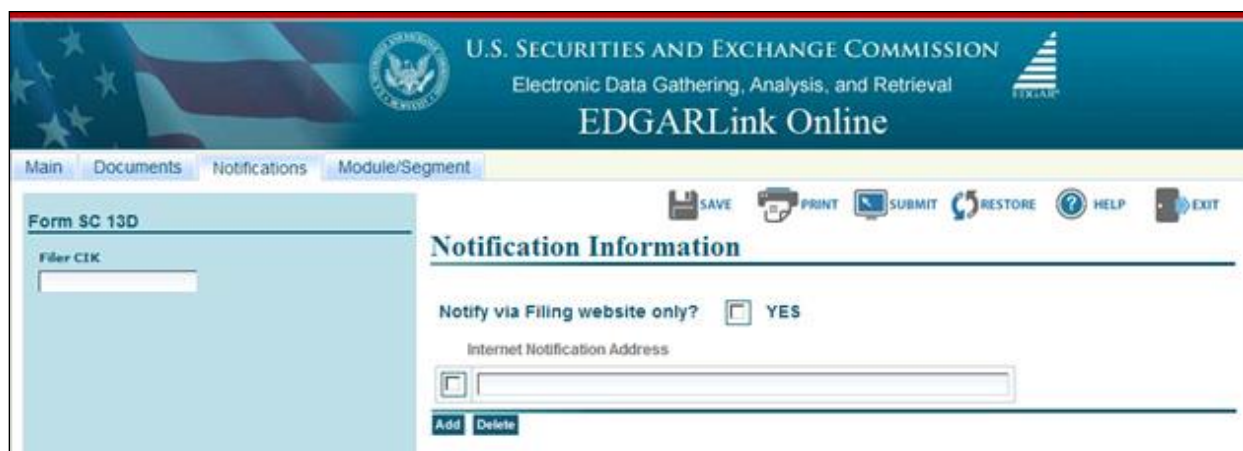 U.S. SECURITIES AND EXCHANGE COMMISSION
Electronic Data Gathering, Analysis, and Retrieval
EDGAR®
EDGARLink Online
Main Documents Notifications Module/Segment
SAVE PRINT SUBMIT RESTORE HELP EXIT
Form SC 13D
Filer CIK
Notification Information
Notify via Filing website only? YES
Internet Notification Address
Add Delete